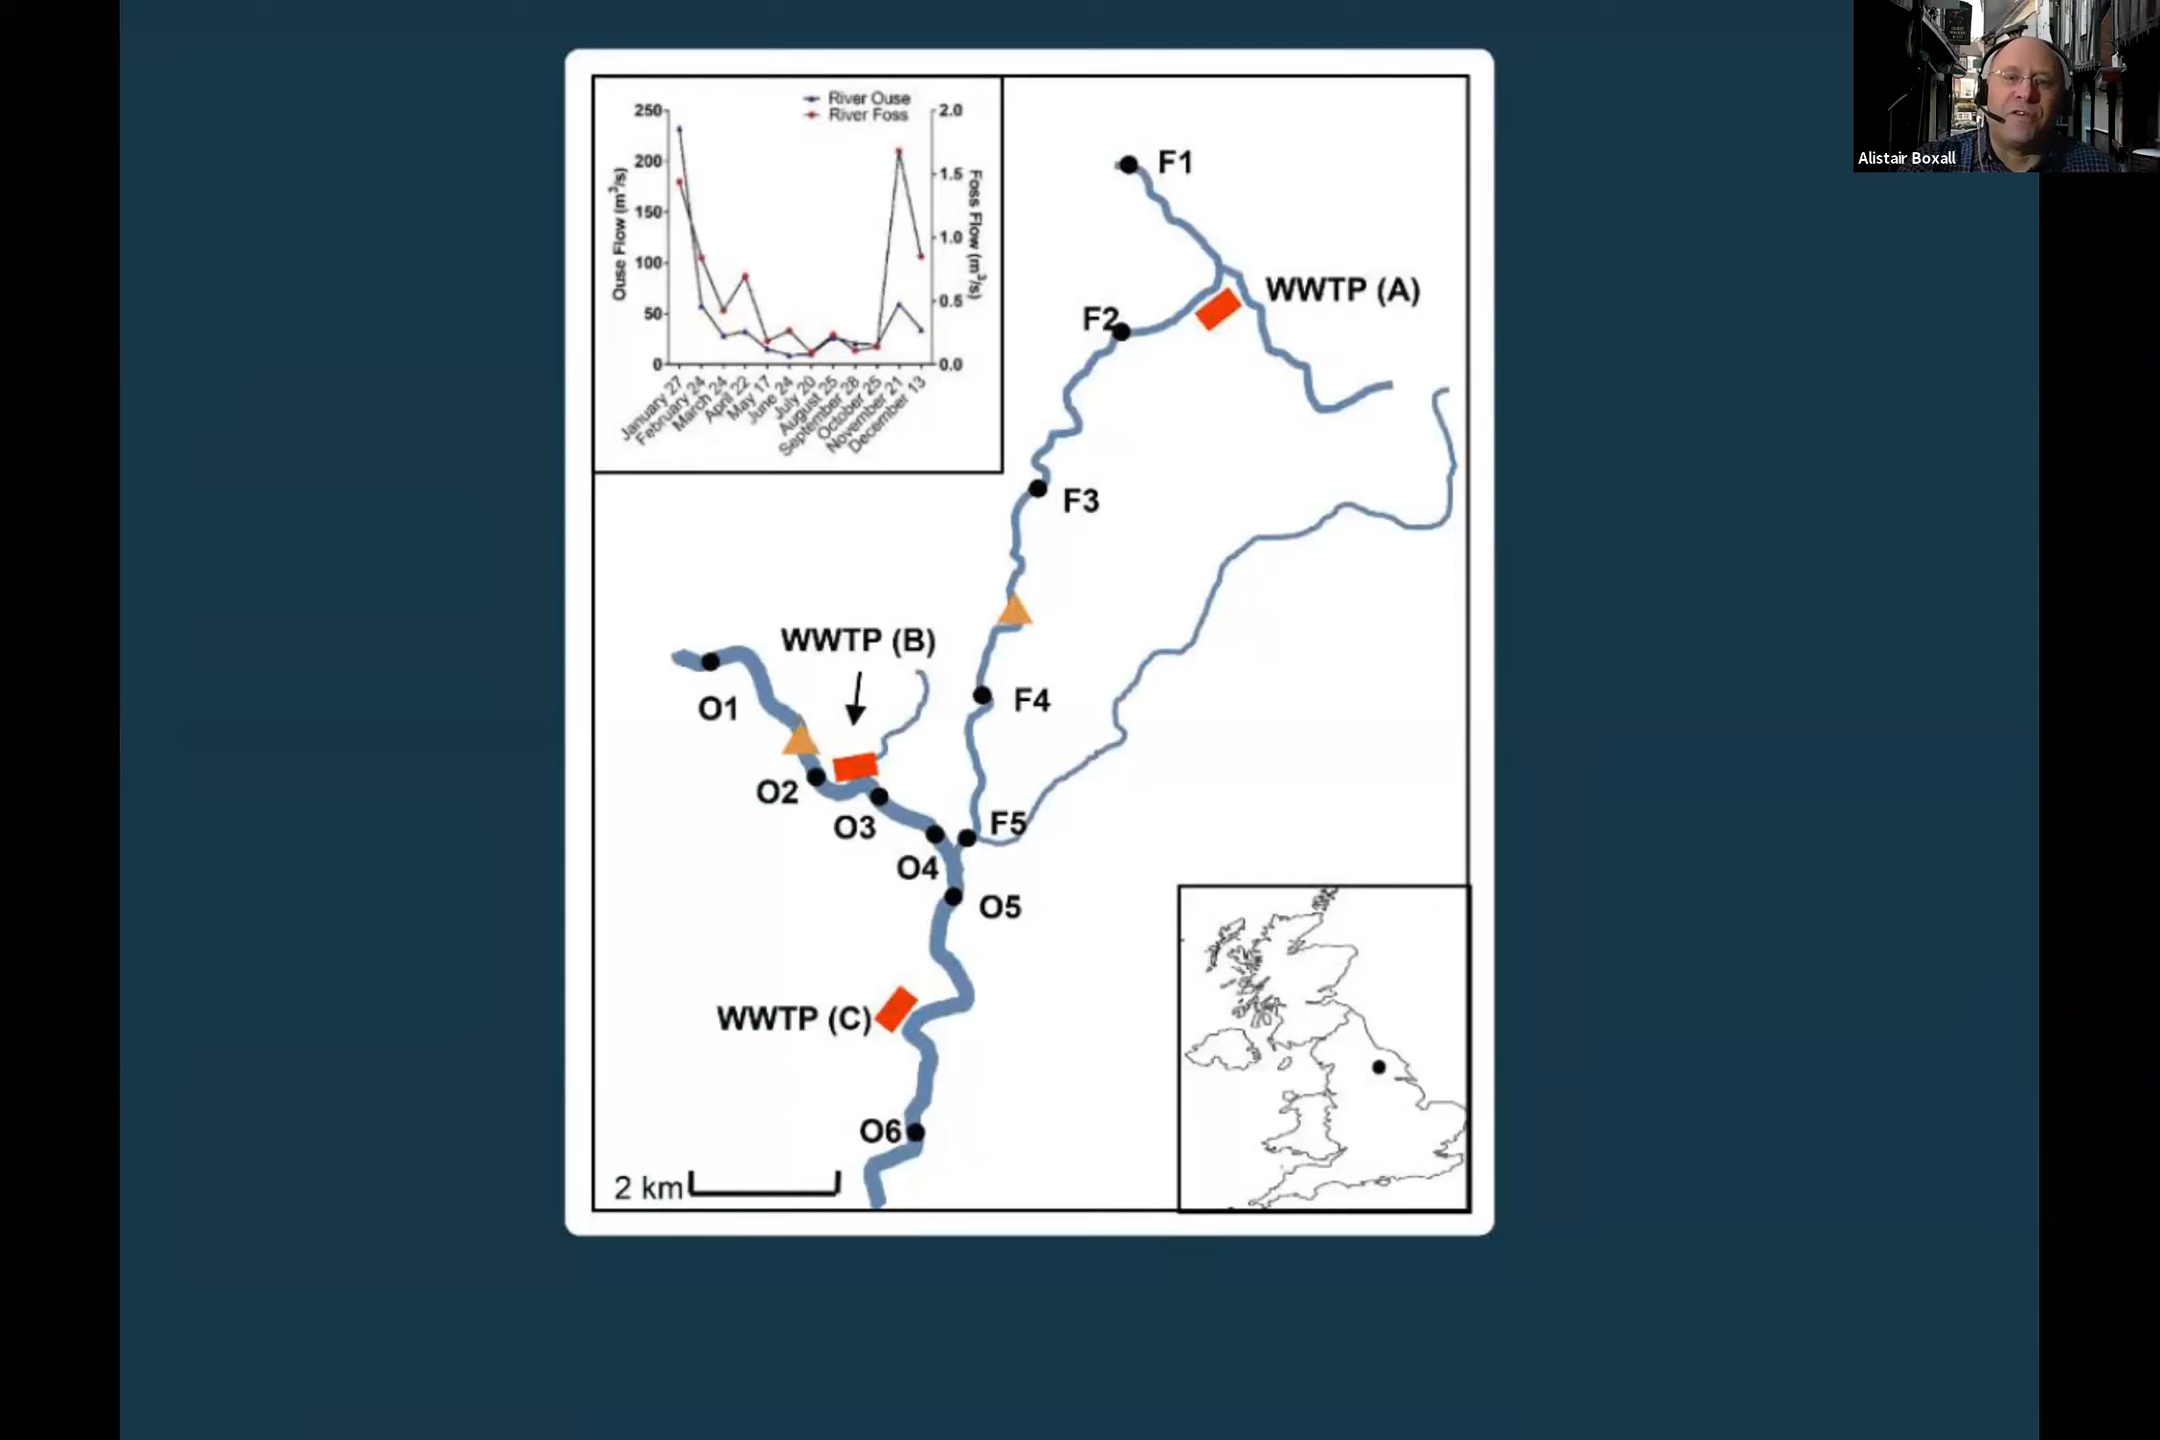 River Ouse
River Foss
250
200
150
100
50
0
2.0
1.5
1.0
0.5
0.0
Ouse Flow (m³/s)
Foss Flow (m³/s)
January 27
February 24
March 24
April 22
May 17
June 24
July 20
August 25
September 28
October 25
November 21
December 13
F1
WWTP (A)
F2
F3
WWTP (B)
F4
O1
O2
O3
F5
O4
O5
WWTP (C)
O6
2 km
Alistair Boxall